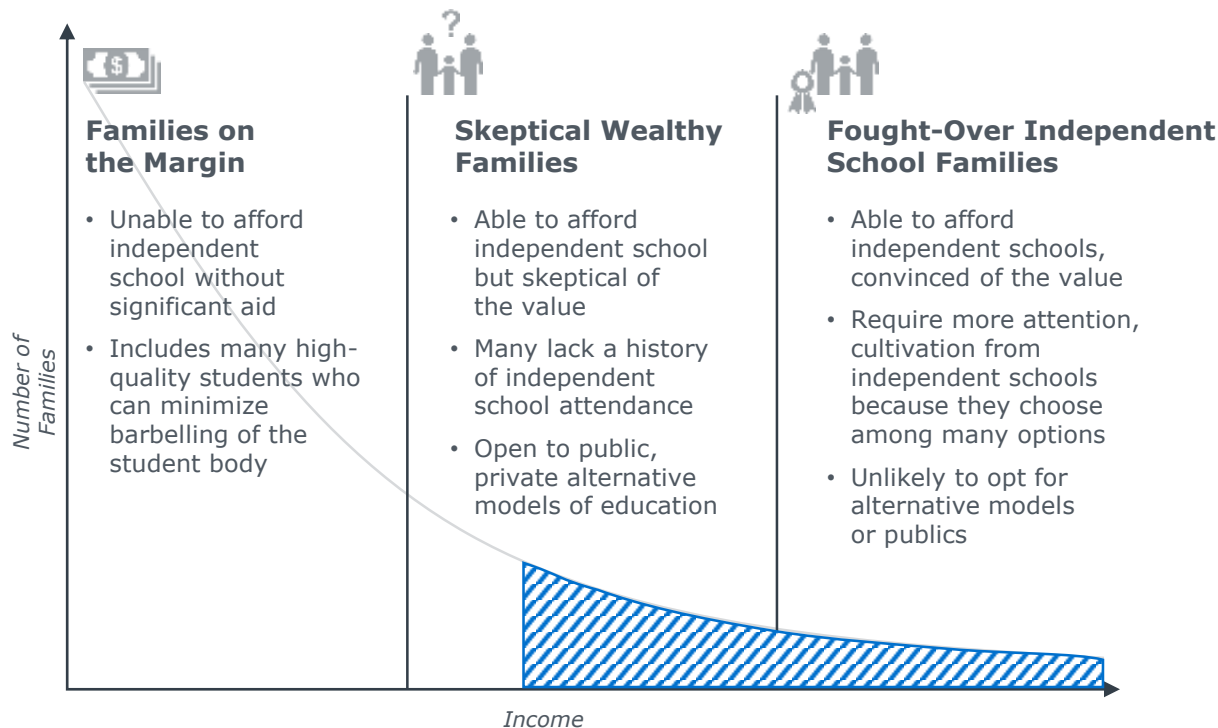 Families on
the Margin
• Unable to afford
independent
school without
significant aid
• Includes many high-
quality students who
can minimize
barbelling of the
student body
?
Skeptical Wealthy
Families
• Able to afford
independent school
but skeptical of
the value
• Many lack a history
of independent
school attendance
• Open to public,
private alternative
models of education
Fought-Over Independent
School Families
• Able to afford
independent schools,
convinced of the value
• Require more attention,
cultivation from
independent schools
because they choose
among many options
• Unlikely to opt for
alternative models
or publics
Number of
Families
Income
$